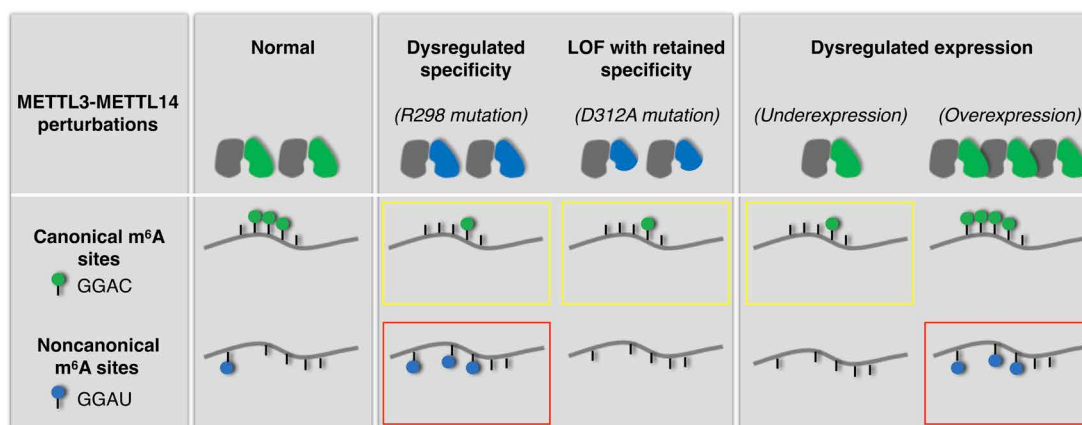 Normal
Dysregulated
specificity
LOF with retained
specificity
Dysregulated expression
METTL3-METTL14
perturbations
(R298 mutation)
(D312A mutation)
(Underexpression)
(Overexpression)
Canonical m⁶A
sites
GGAC
Noncanonical
m⁶A sites
GGAU